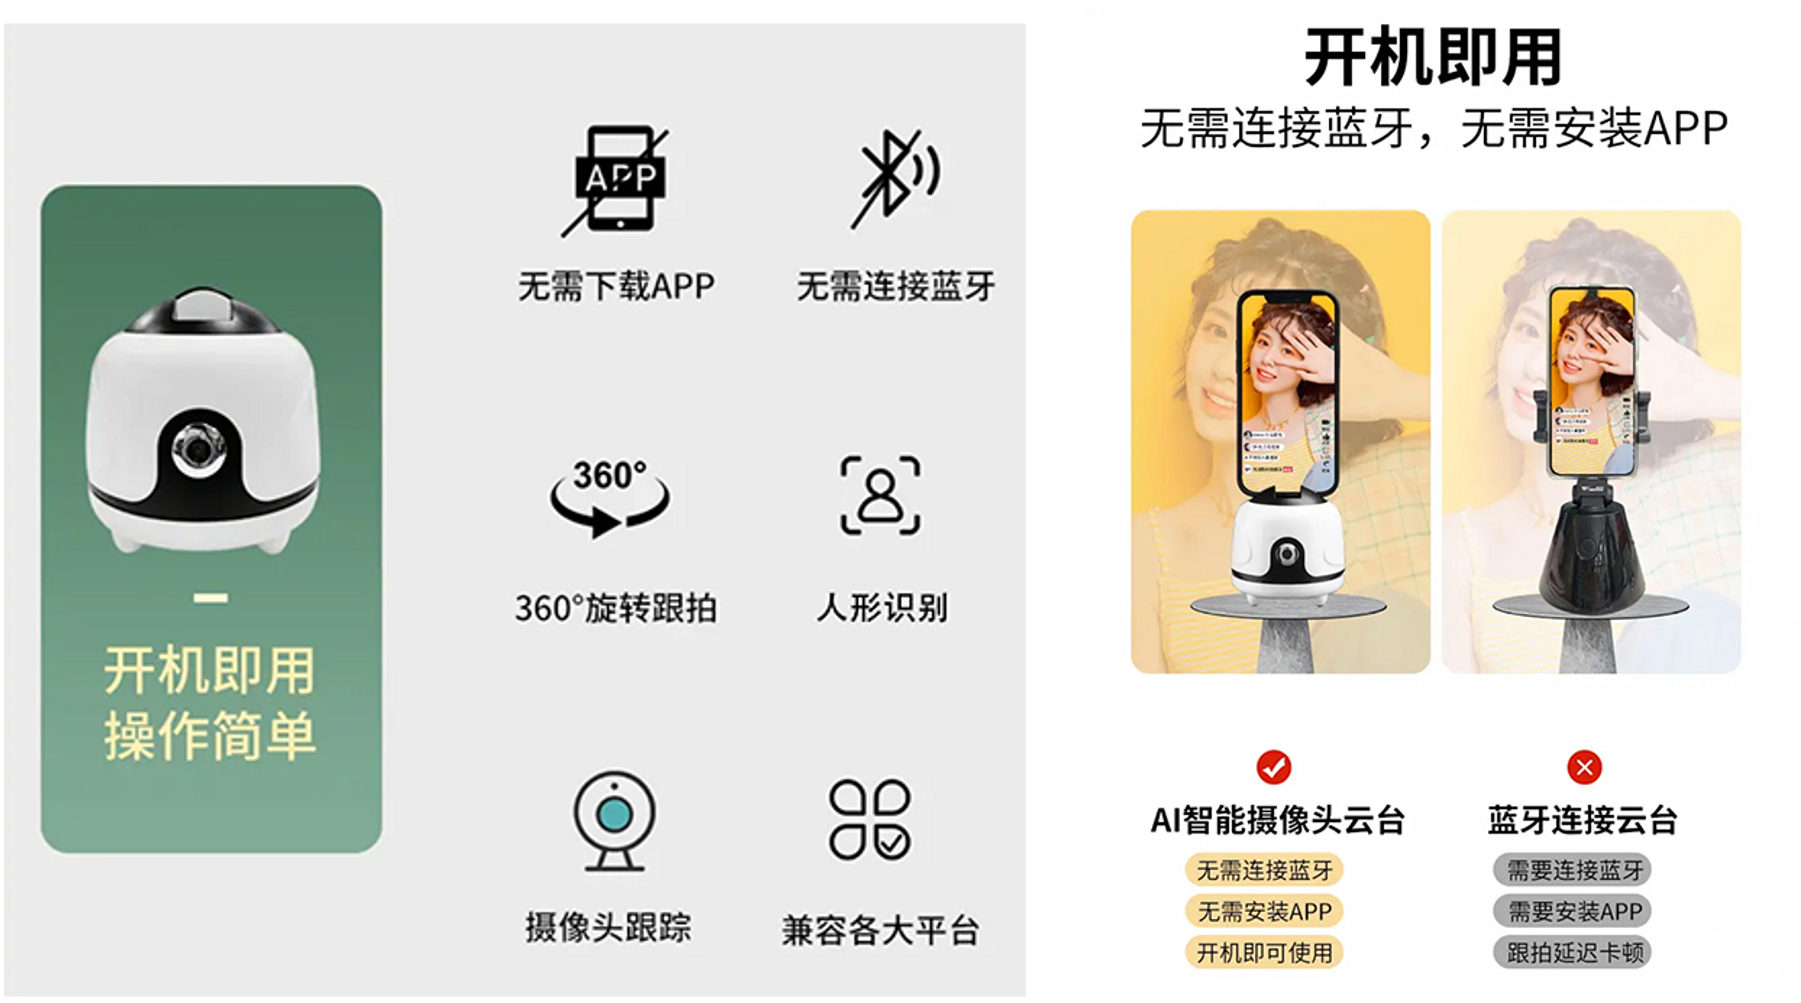 APP
无需下载APP
无需连接蓝牙
360°
360°旋转跟拍
人形识别
摄像头跟踪
兼容各大平台
开机即用
操作简单
开机即用
无需连接蓝牙，无需安装APP
AI智能摄像头云台
无需连接蓝牙
无需安装APP
开机即可使用
蓝牙连接云台
需要连接蓝牙
需要安装APP
跟拍延迟卡顿